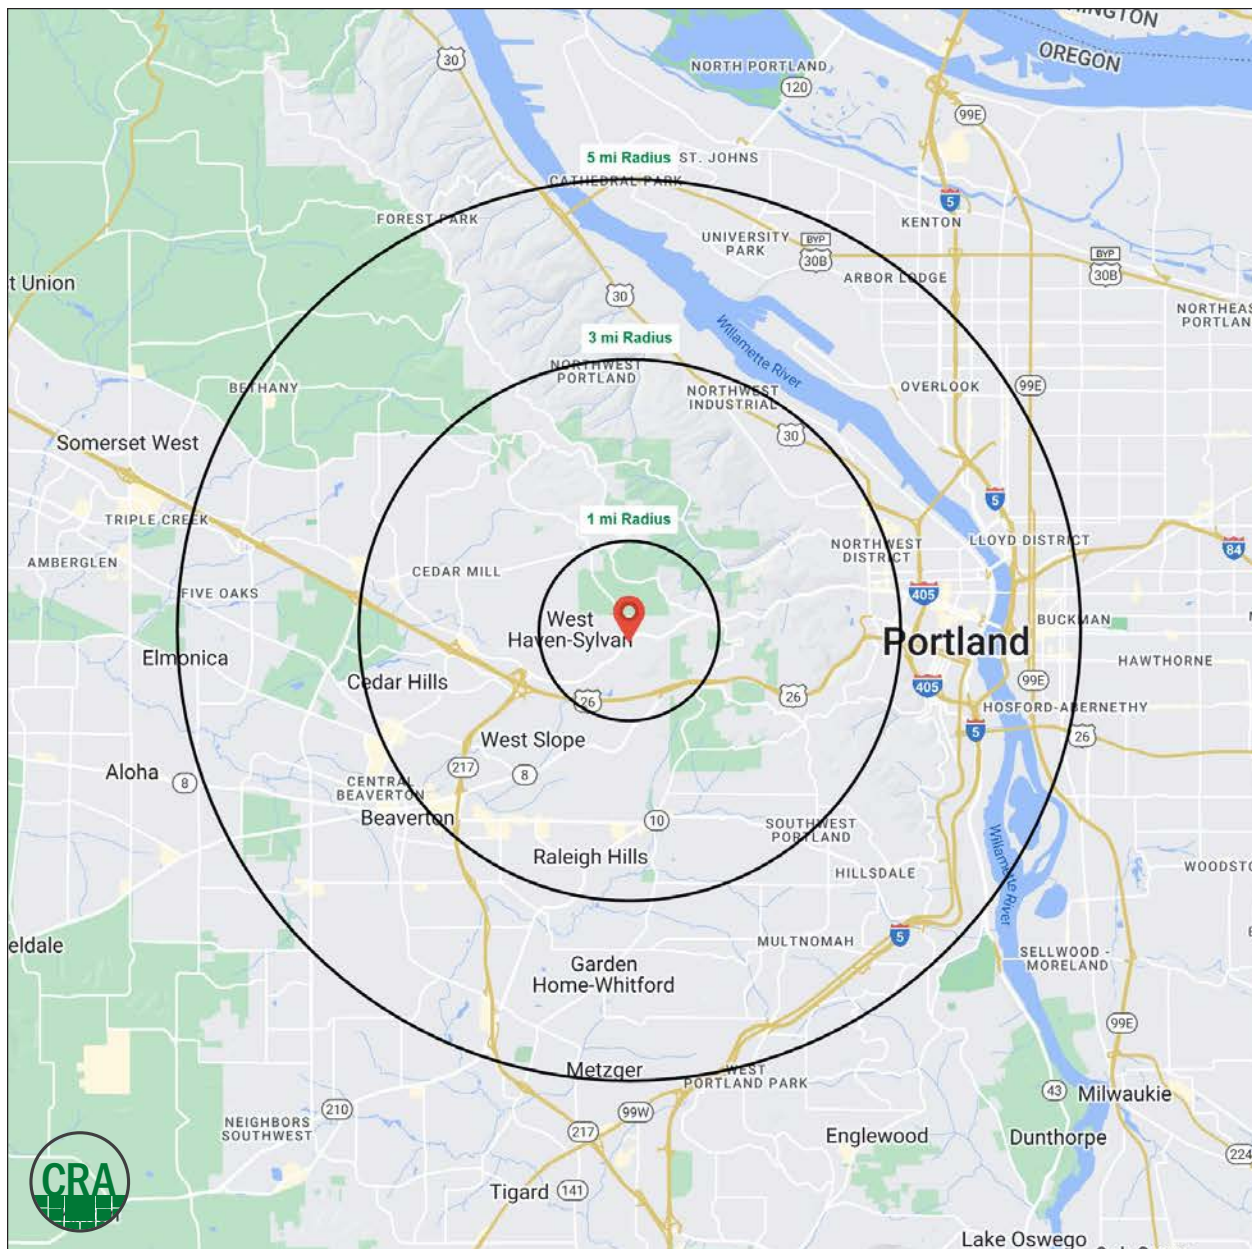 INGTON
OREGON
30
NORTH PORTLAND
120
99E
5 mi Radius
ST. JOHNS
CATHEDRAL PARK
5
FOREST PARK
KENTON
UNIVERSITY
PARK
BYP
30B
BYP
30B
ARBOR LODGE
t Union
30
NORTHEAS
PORTLAN
3 mi Radius
Willamette River
NORTHWEST
PORTLAND
BETHANY
NORTHWEST
INDUSTRIAL
OVERLOOK
99E
30
Somerset West
5
1 mi Radius
TRIPLE CREEK
NORTHWEST
DISTRICT
LLOYD DISTRICT
84
AMBERGLEN
CEDAR MILL
FIVE OAKS
405
West
Haven-Sylvan
BUCKMAN
Portland
Elmonica
HAWTHORNE
Cedar Hills
405
99E
26
26
HOSFORD-ABERNETHY
5
26
West Slope
217
8
Aloha
8
CENTRAL
BEAVERTON
Beaverton
10
SOUTHWEST
PORTLAND
Raleigh Hills
HILLSDALE
Willamette River
WOODSTO
eldale
5
MULTNOMAH
SELLWOOD -
MORELAND
Garden
Home-Whitford
99E
Metzger
WEST
PORTLAND PARK
43
Milwaukie
210
99W
NEIGHBORS
SOUTHWEST
217
Englewood
Dunthorpe
224
CRA
Tigard
141
Lake Oswego